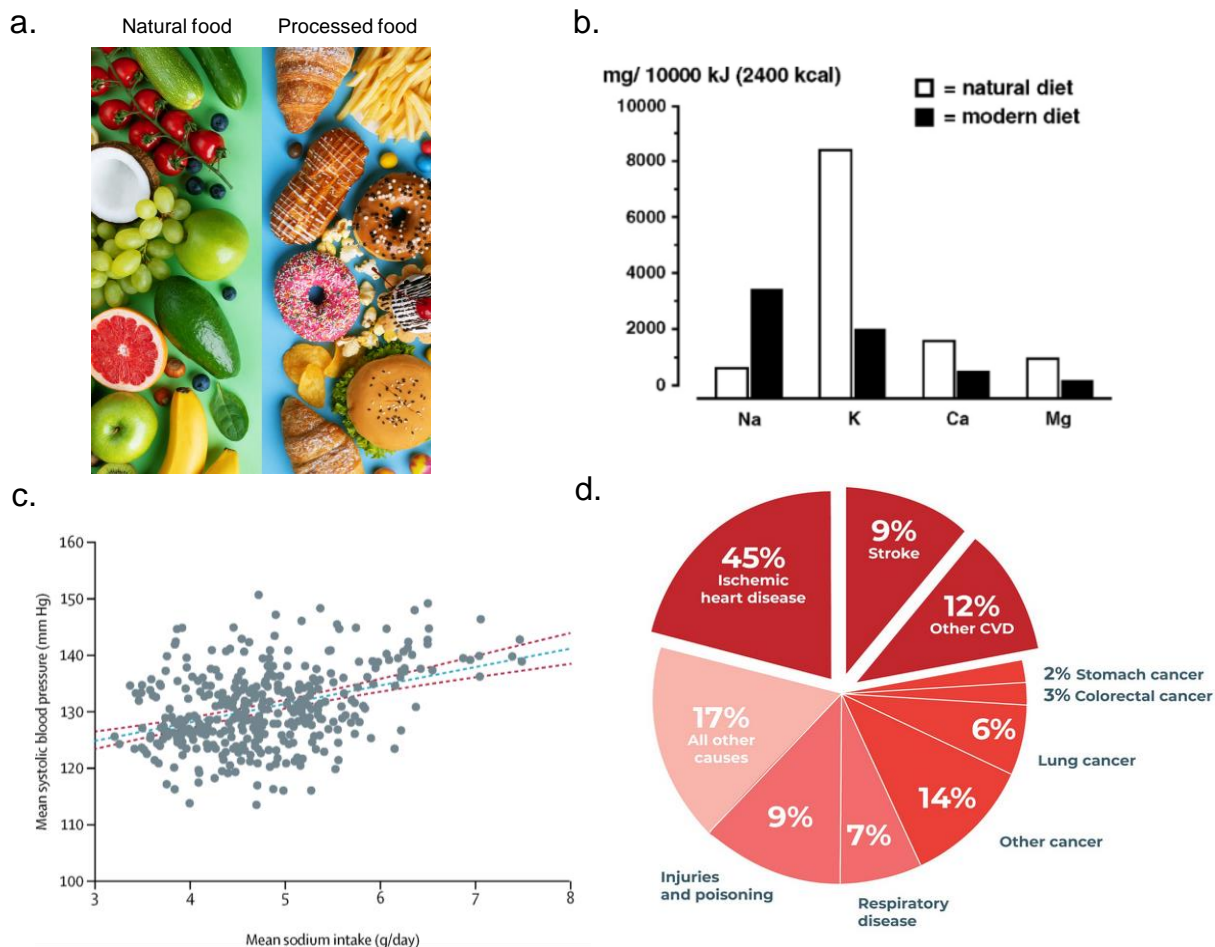 a.
Natural food
Processed food
b.
mg/ 10000 kJ (2400 kcal)
= natural diet
= modern diet
10000
8000
6000
4000
2000
0
Na
K
Ca
Mg
c.
160
150
140
130
120
110
100
Mean systolic blood pressure (mm Hg)
3
4
5
6
7
8
Mean sodium intake (g/day)
d.
45%
Ischemic
heart disease
9%
Stroke
12%
Other CVD
2% Stomach cancer
3% Colorectal cancer
6%
Lung cancer
14%
Other cancer
7%
Respiratory
disease
9%
Injuries
and poisoning
17%
All other
causes